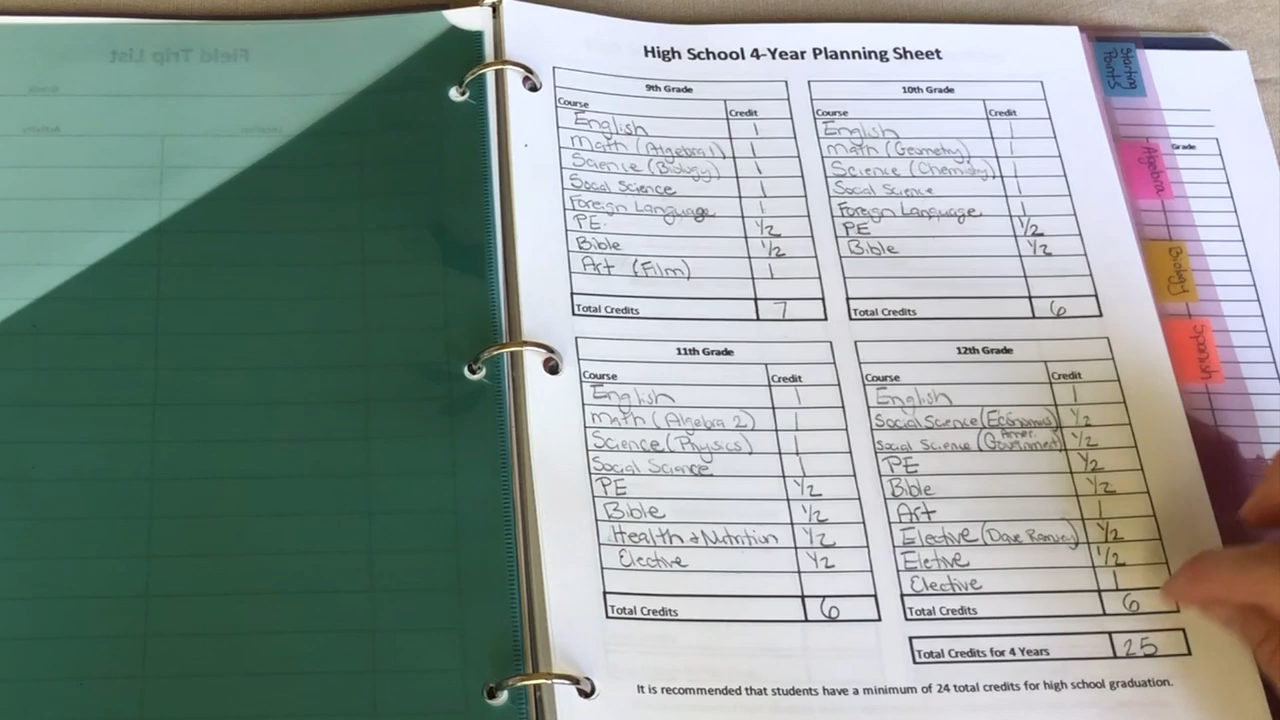 Field Trip List
High School 4-Year Planning Sheet
9th Grade
Course Credit
English 1
Math (Algebra 1) 1
Science (Biology) 1
Social Science 1
Foreign Language 1
PE. 1/2
Bible 1/2
Art (Film) 1
Total Credits 7
10th Grade
Course Credit
English 1
Math (Geometry) 1
Science (Chemistry) 1
Social Science 1
Foreign Language 1
PE 1/2
Bible 1/2
Total Credits 6
11th Grade
Course Credit
English 1
Math (Algebra 2) 1
Science (Physics) 1
Social Science 1
PE 1/2
Bible 1/2
Health & Nutrition 1/2
Elective 1/2
Total Credits 6
12th Grade
Course Credit
English 1
Social Science (Economics) 1/2
Social Science (Amer. Government) 1/2
PE 1/2
Bible 1/2
Art 1
Elective (Dave Ramsey) 1/2
Eletive 1/2
Elective 1
Total Credits 6
Total Credits for 4 Years 25
It is recommended that students have a minimum of 24 total credits for high school graduation.
Starting Points
Algebra
Biology
Spanish
Grade